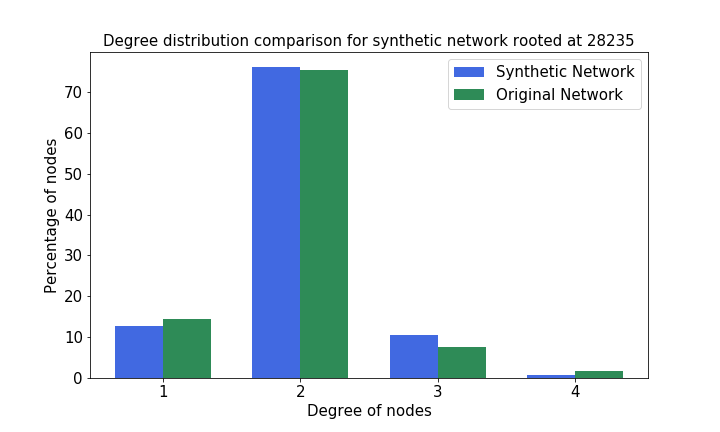 Degree distribution comparison for synthetic network rooted at 28235
Synthetic Network
Original Network
Percentage of nodes
70
60
50
40
30
20
10
0
1 2 3 4
Degree of nodes